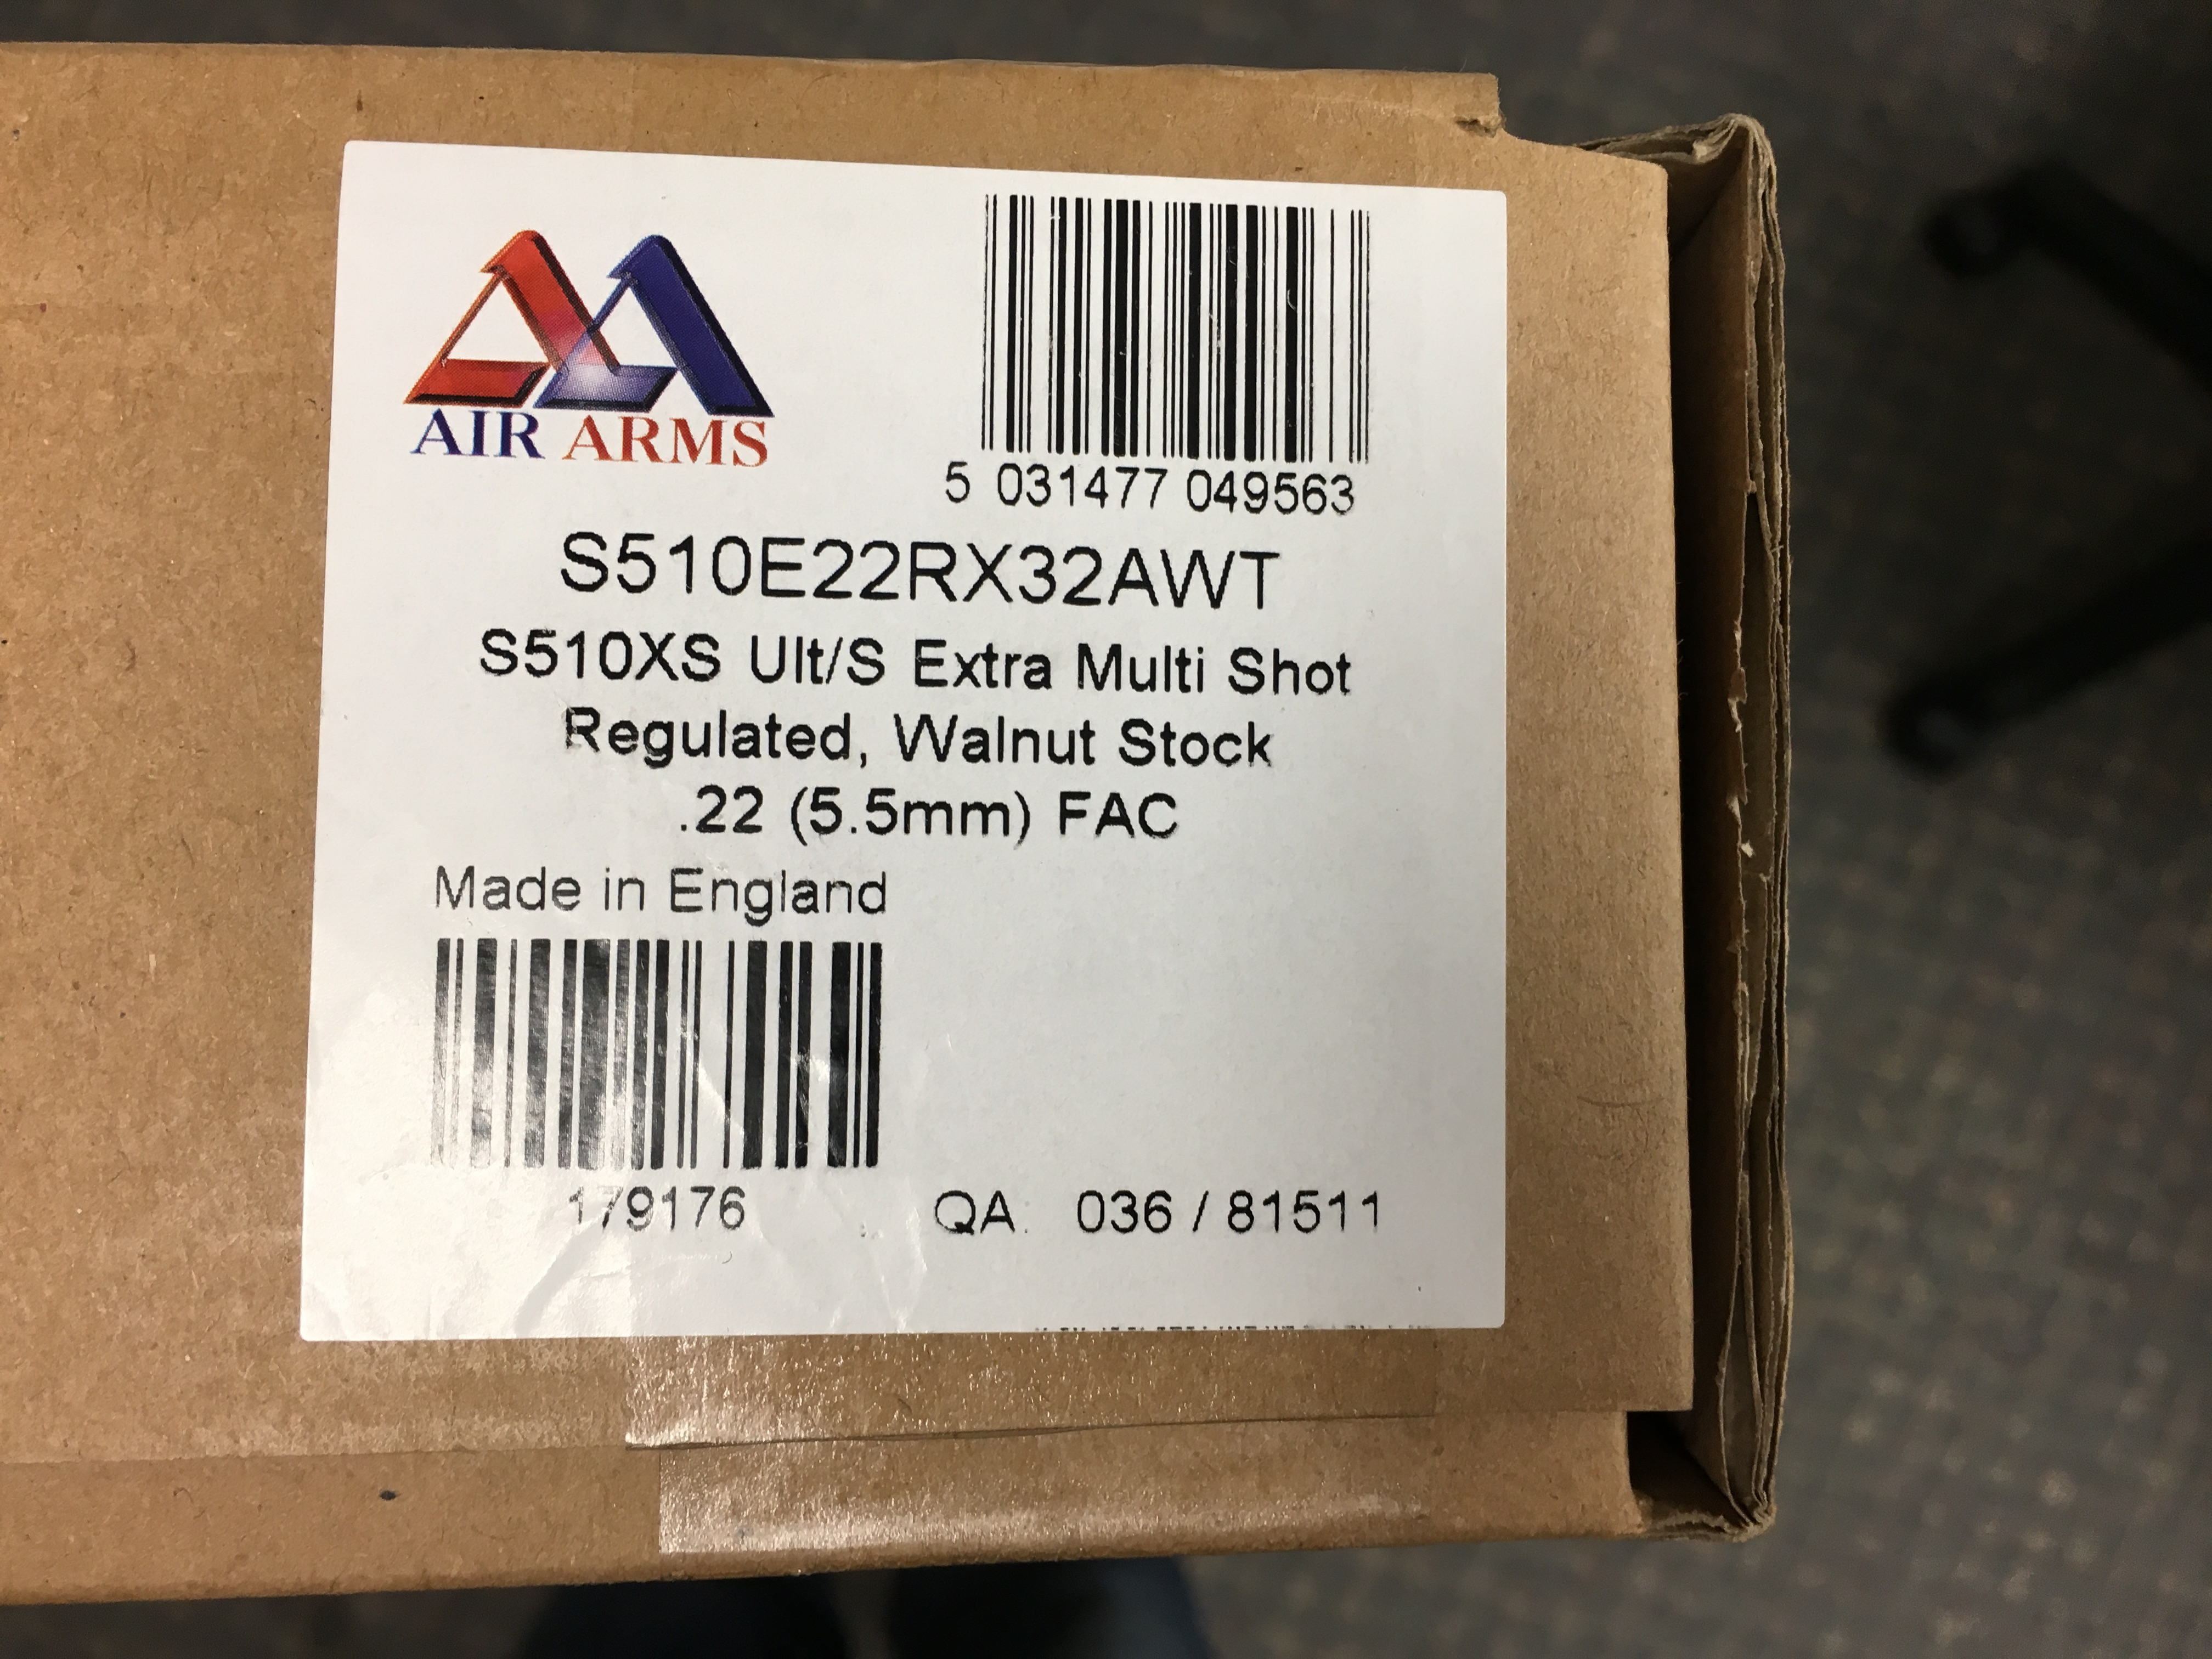 AIR ARMS
5 031477 049563
S510E22RX32AWT
S510XS Ult/S Extra Multi Shot
Regulated, Walnut Stock
.22 (5.5mm) FAC
Made in England
179176 QA. 036 / 81511